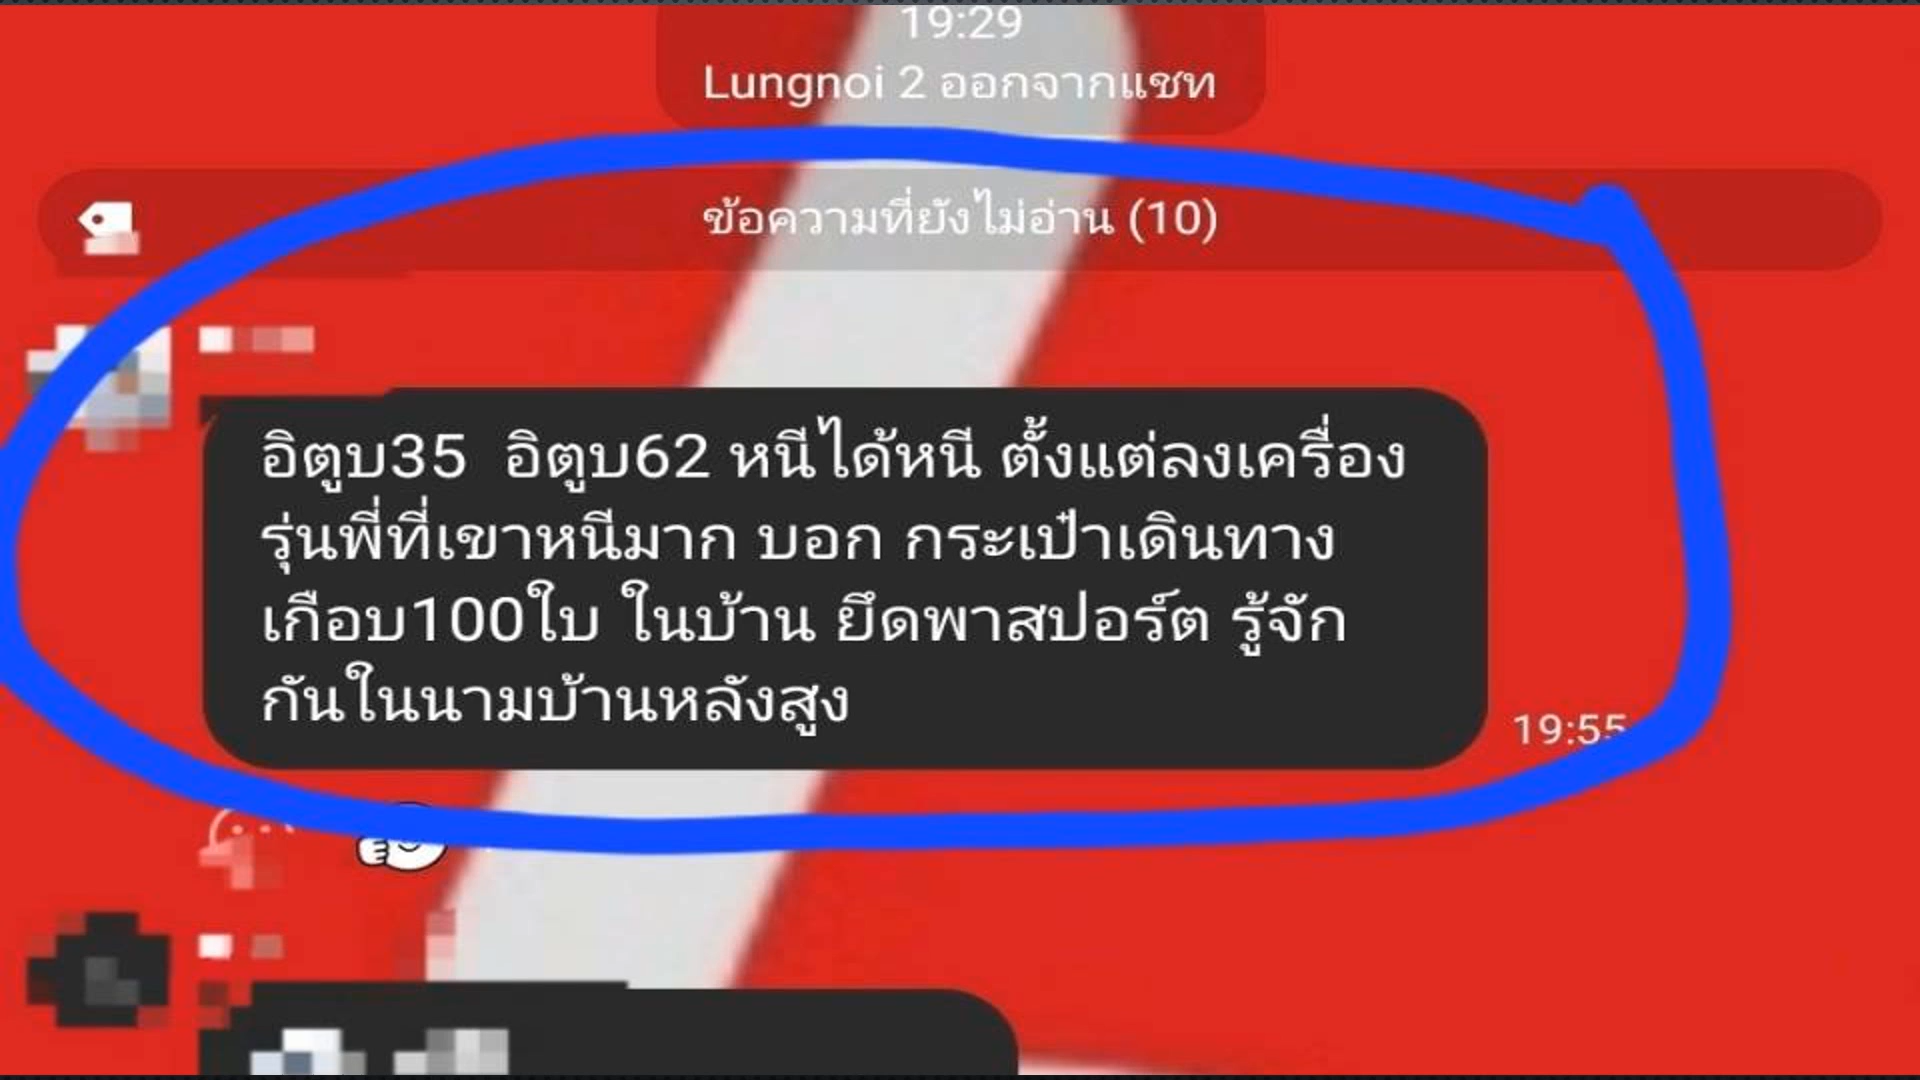 19:29
Lungnoi 2 ออกจากแชท
ข้อความที่ยังไม่อ่าน (10)
อิตูบ35 อิตูบ62 หนีได้หนี ตั้งแต่ลงเครื่อง
รุ่นพี่ที่เขาหนีมาก บอก กระเป๋าเดินทาง
เกือบ100ใบ ในบ้าน ยึดพาสปอร์ต รู้จัก
กันในนามบ้านหลังสูง
19:55